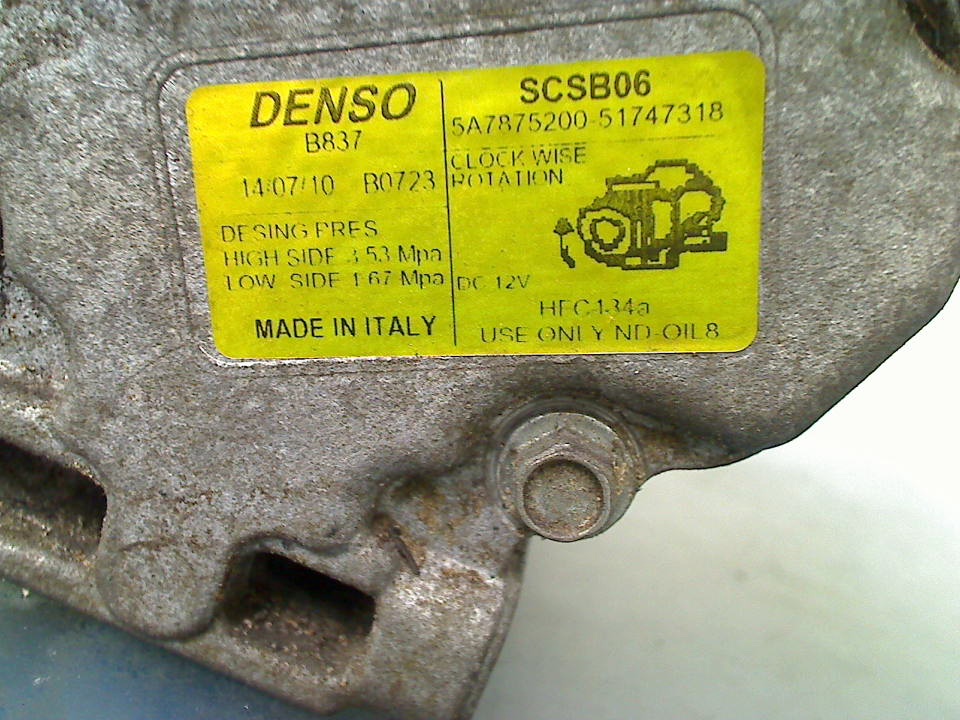 DENSO
B837
14/07/10 B0723
DESING PRES
HIGH SIDE 3.53 Mpa
LOW SIDE 1.67 Mpa
MADE IN ITALY
SCSB06
5A7875200-51747318
CLOCK WISE
ROTATION
DC 12V
HFC134a
USE ONLY ND-OIL8